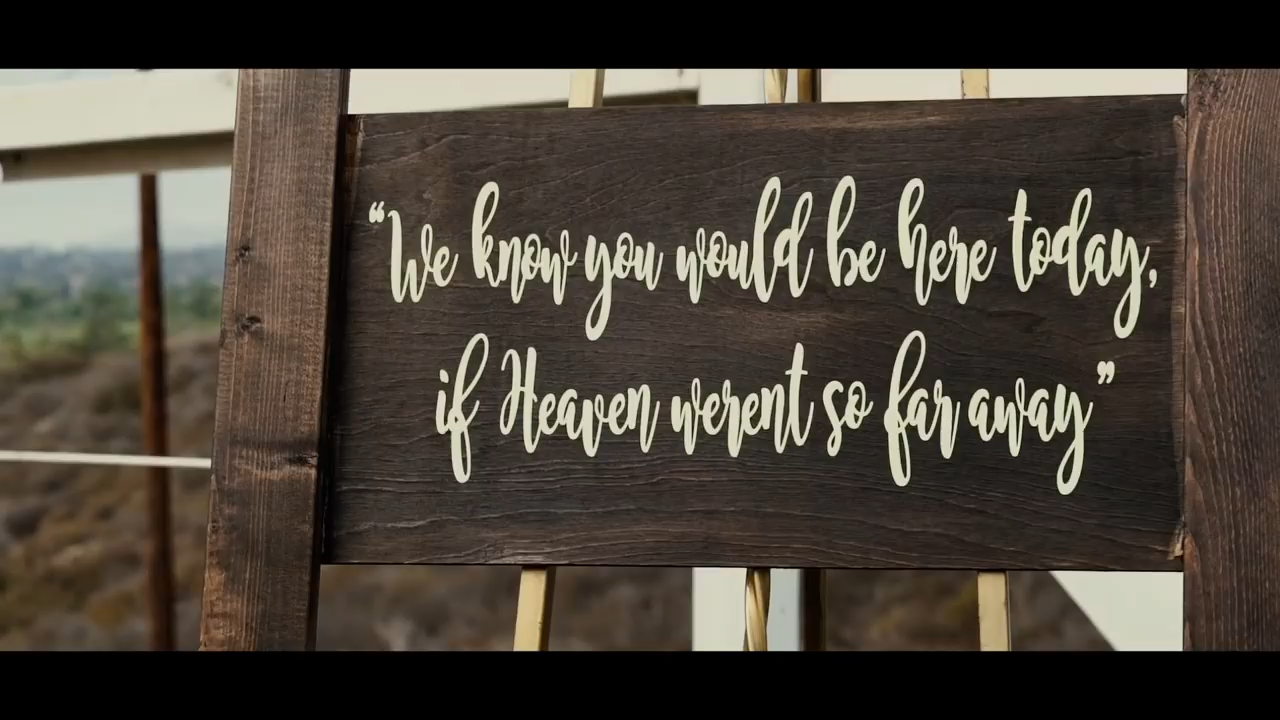 “We know you would be here today,
if Heaven werent so far away”